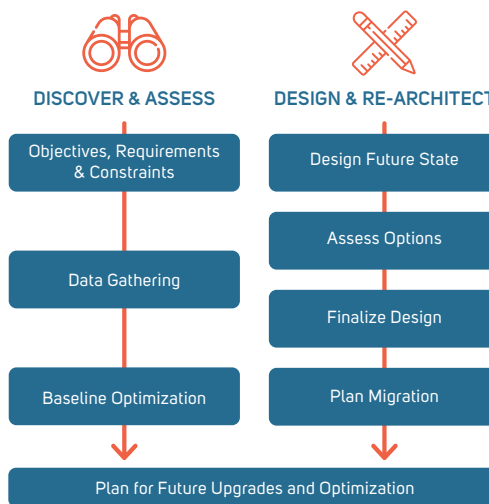 DISCOVER & ASSESS
Objectives, Requirements
& Constraints
Data Gathering
Baseline Optimization
DESIGN & RE-ARCHITECT
Design Future State
Assess Options
Finalize Design
Plan Migration
Plan for Future Upgrades and Optimization